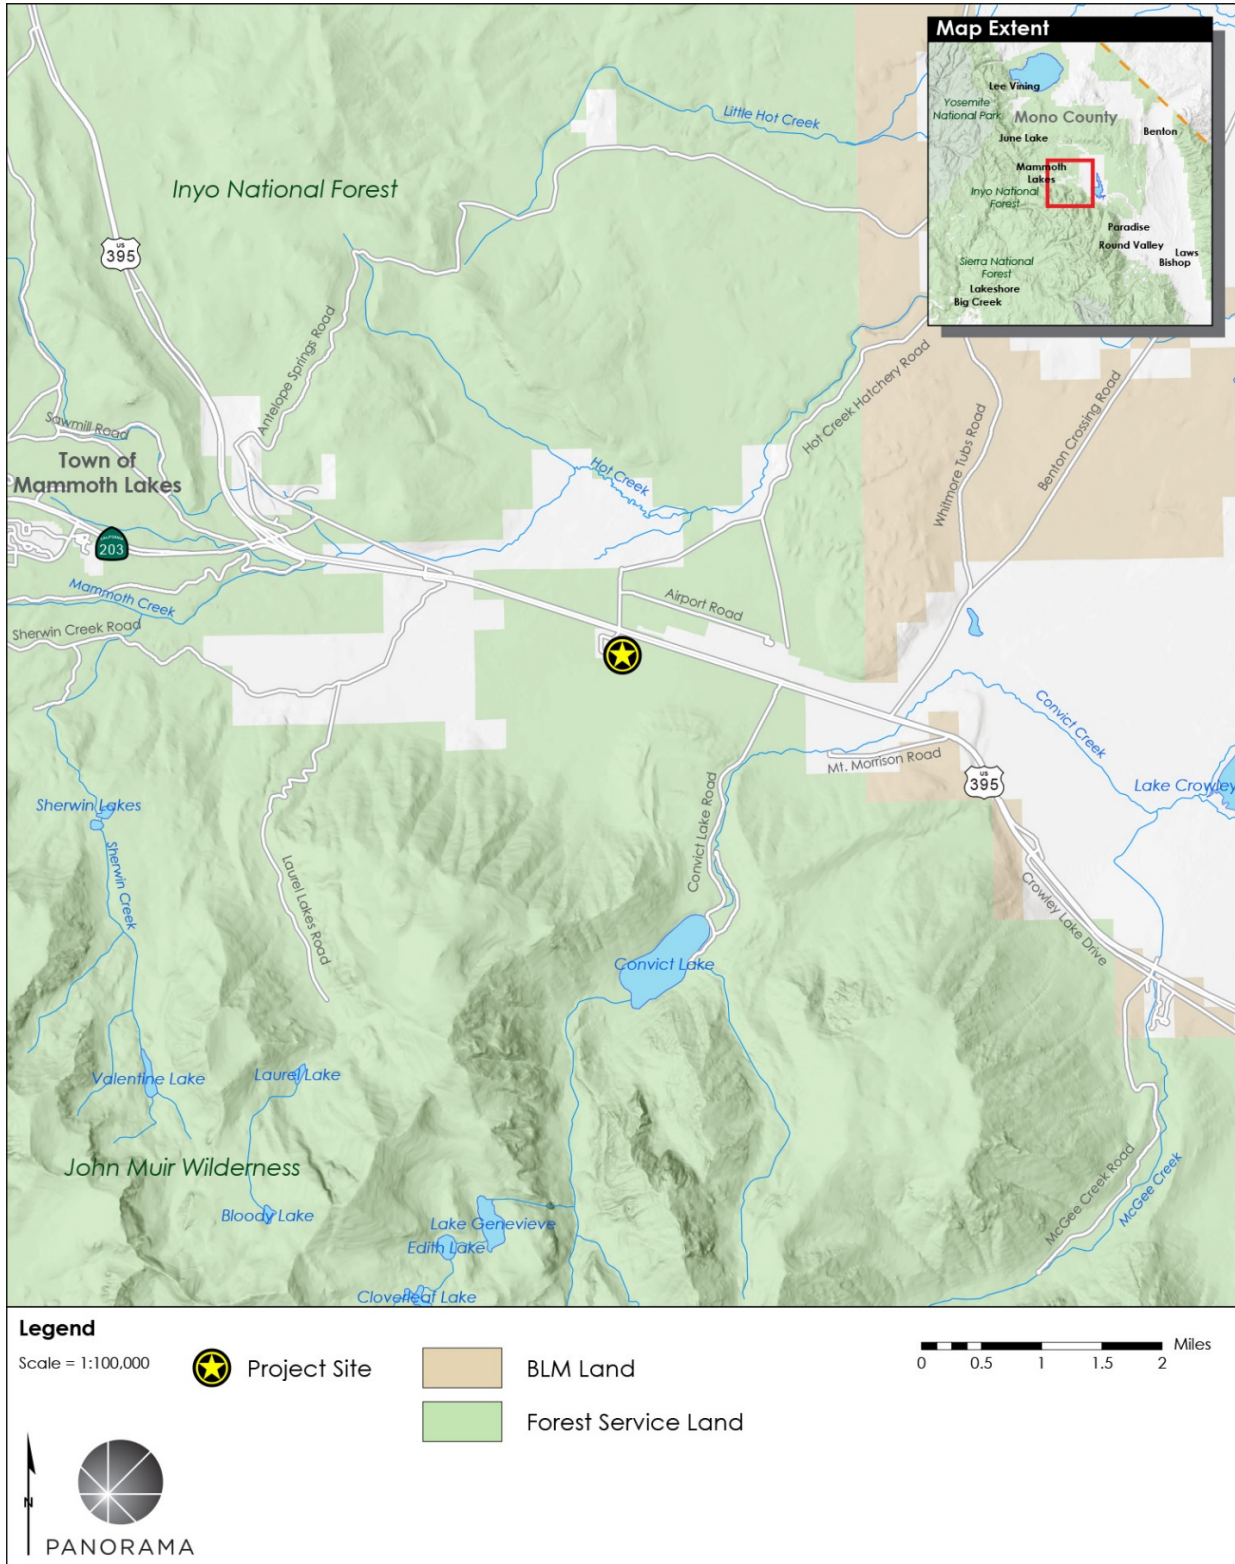 Map Extent
Lee Vining
Yosemite
National Park
Mono County
Benton
June Lake
Mammoth
Lakes
Inyo National
Forest
Paradise
Round Valley
Laws
Bishop
Sierra National
Forest
Lakeshore
Big Creek
Little Hot Creek
Inyo National Forest
US
395
Antelope Springs Road
Hot Creek Hatchery Road
Sawmill Road
Town of
Mammoth Lakes
Whitmore Tubs Road
Benton Crossing Road
Hot Creek
CALIFORNIA
203
Mammoth Creek
Airport Road
Sherwin Creek Road
Convict Creek
Mt. Morrison Road
US
395
Lake Crowley
Sherwin Lakes
Convict Lake Road
Sherwin Creek
Laurel Lakes Road
Crowley Lake Drive
Convict Lake
Valentine Lake
Laurel Lake
John Muir Wilderness
McGee Creek Road
McGee Creek
Bloody Lake
Lake Genevieve
Edith Lake
Cloverleaf Lake
Legend
Scale = 1:100,000
Project Site
BLM Land
Forest Service Land
Miles
0 0.5 1 1.5 2
N
PANORAMA